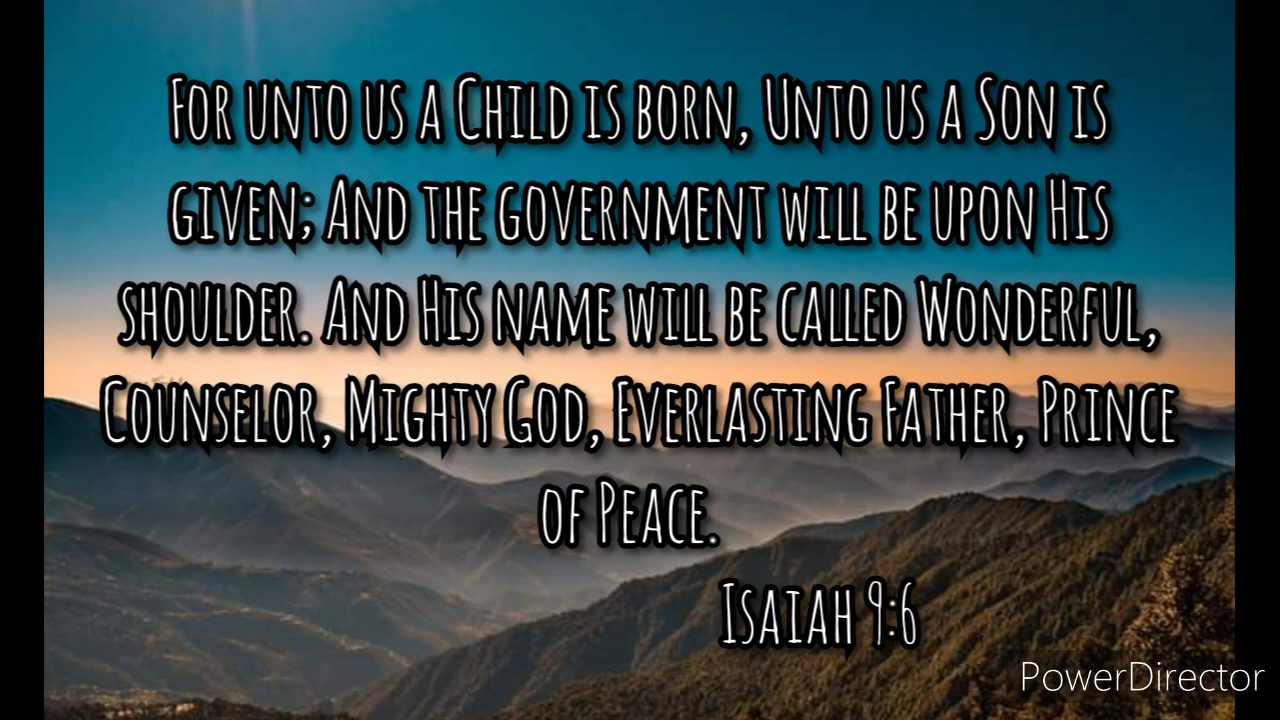 For unto us a Child is born, Unto us a Son is
given; And the government will be upon His
shoulder. And His name will be called Wonderful,
Counselor, Mighty God, Everlasting Father, Prince
of Peace.
Isaiah 9:6
PowerDirector